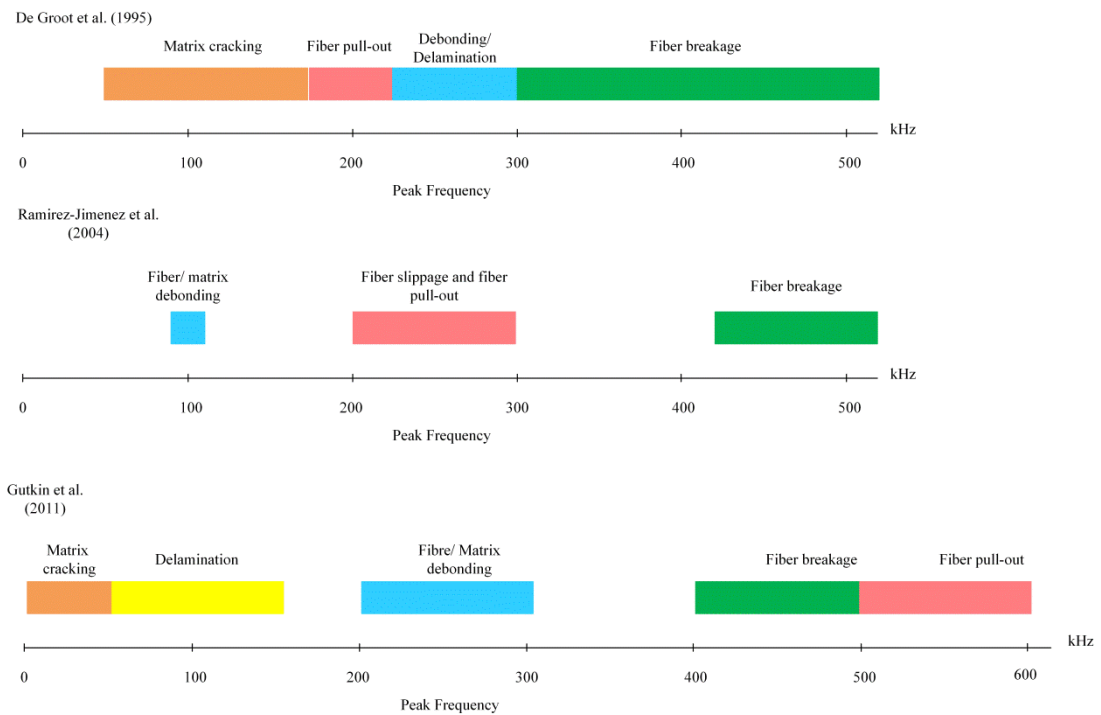 De Groot et al. (1995)
Matrix cracking
Fiber pull-out
Debonding/
Delamination
Fiber breakage
kHz
0 100 200 300 400 500
Peak Frequency
Ramirez-Jimenez et al.
(2004)
Fiber/ matrix
debonding
Fiber slippage and fiber
pull-out
Fiber breakage
kHz
0 100 200 300 400 500
Peak Frequency
Gutkin et al.
(2011)
Matrix
cracking
Delamination
Fibre/ Matrix
debonding
Fiber breakage
Fiber pull-out
kHz
0 100 200 300 400 500 600
Peak Frequency